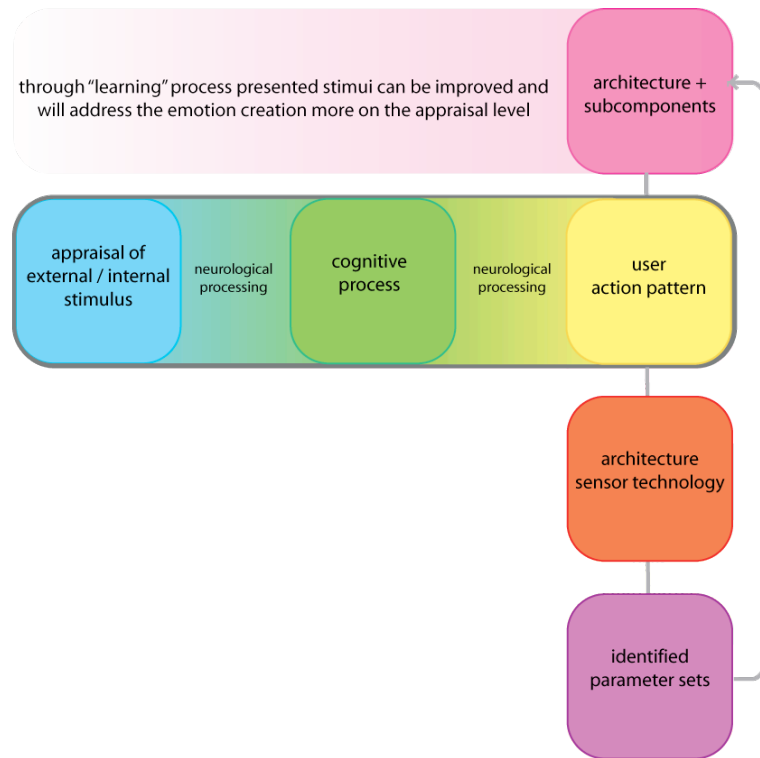 through “learning” process presented stimui can be improved and
will address the emotion creation more on the appraisal level
architecture +
subcomponents
appraisal of
external / internal
stimulus
neurological
processing
cognitive
process
neurological
processing
user
action pattern
architecture
sensor technology
identified
parameter sets